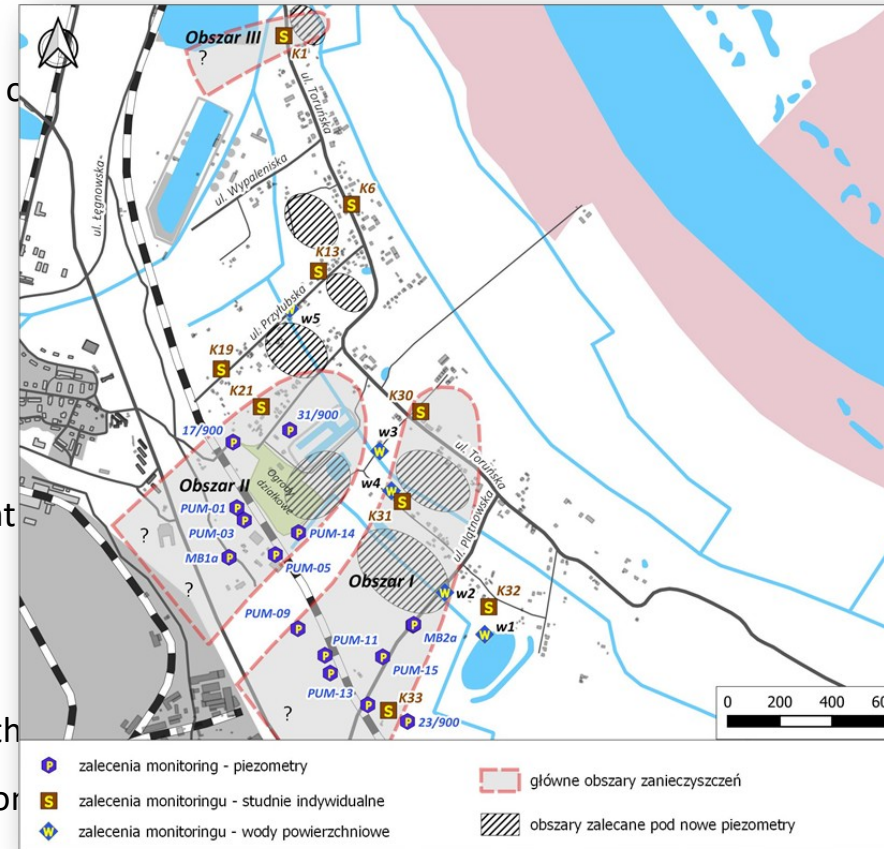 Obszar III
?
K1
ul. Toruńska
ul. Łęgnowska
ul. Wypaleniska
K6
K13
ul. Przyłubska
w5
K19
K21
K30
31/900
17/900
w3
ul. Toruńska
Obszar II
Ogrody
działkowe
w4
K31
ul. Plątnowska
PUM-01
PUM-03
PUM-14
?
MB1a
PUM-05
Obszar I
?
w2
K32
PUM-09
w1
MB2a
PUM-11
PUM-15
PUM-13
K33
?
23/900
0 200 400
P zalecenia monitoring - piezometry
S zalecenia monitoringu - studnie indywidualne
W zalecenia monitoringu - wody powierzchniowe
główne obszary zanieczyszczeń
obszary zalecane pod nowe piezometry